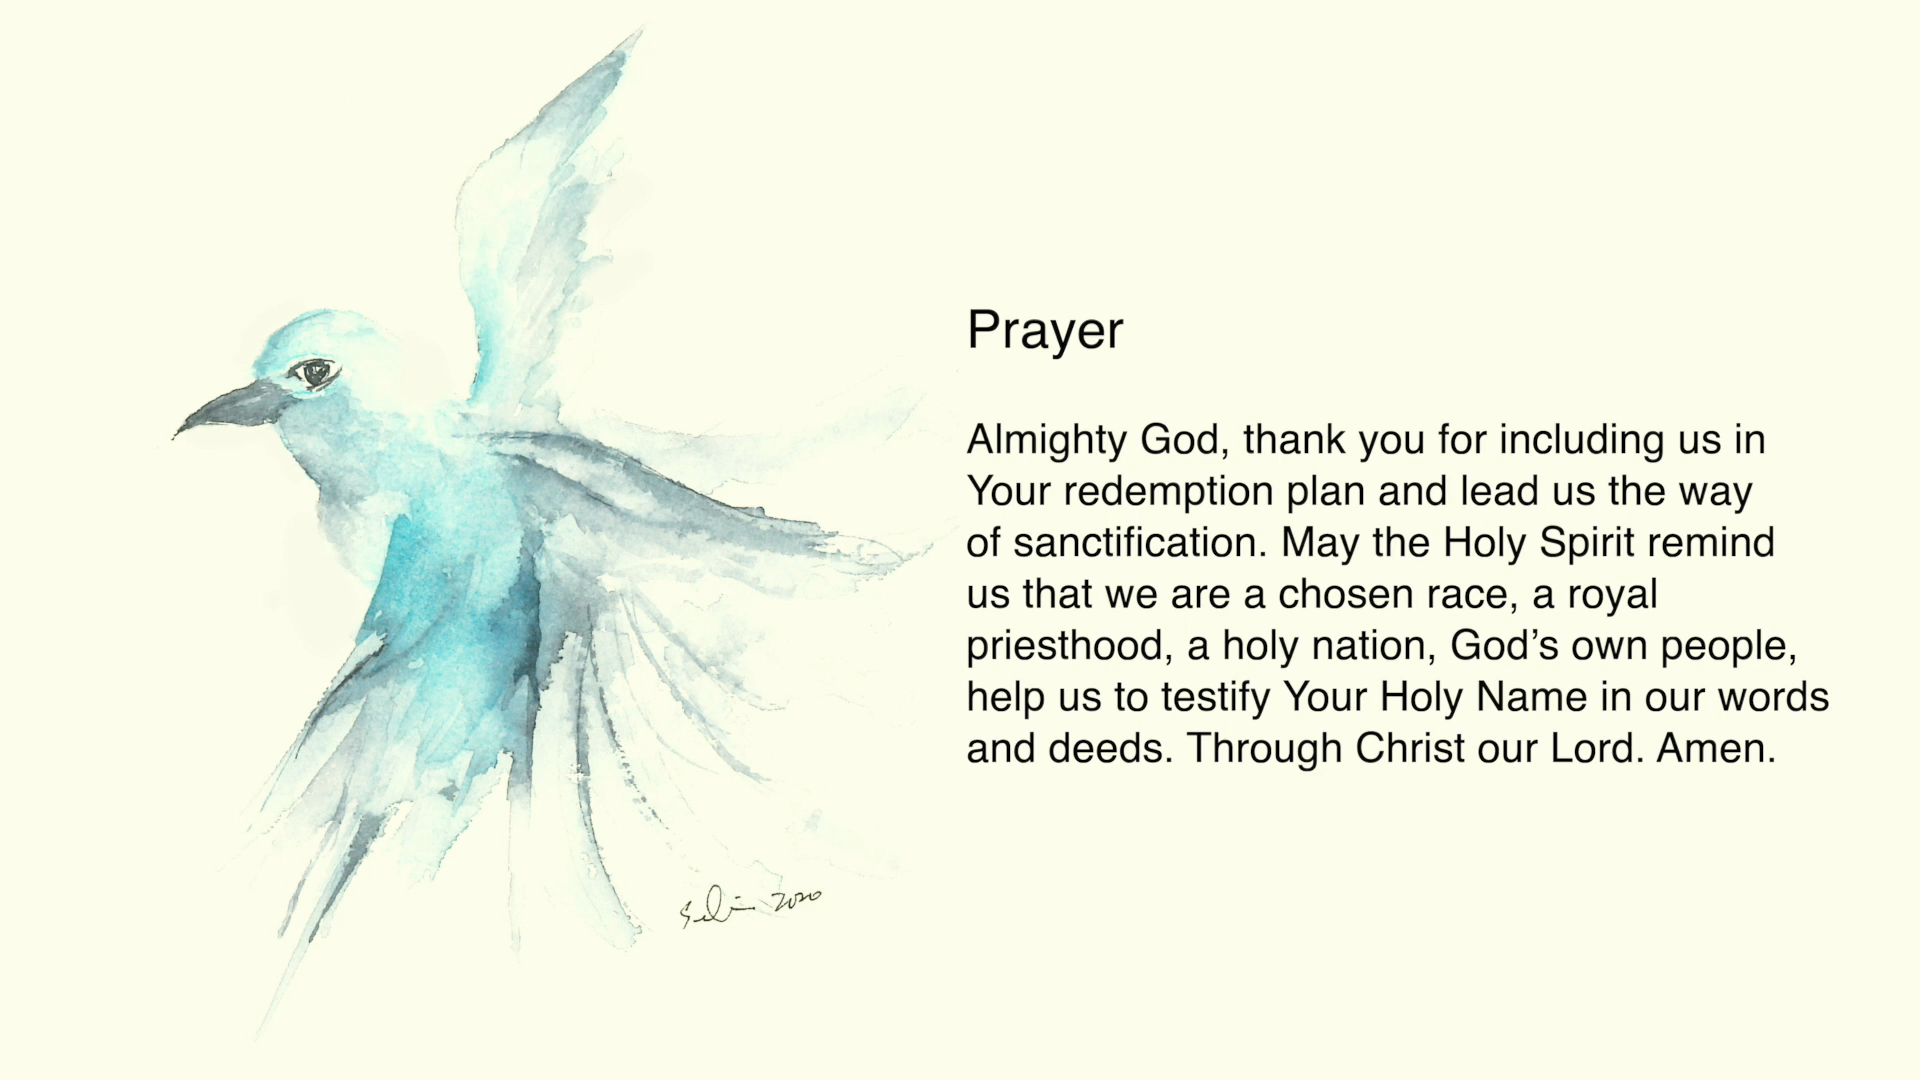 Prayer
Almighty God, thank you for including us in
Your redemption plan and lead us the way
of sanctification. May the Holy Spirit remind
us that we are a chosen race, a royal
priesthood, a holy nation, God’s own people,
help us to testify Your Holy Name in our words
and deeds. Through Christ our Lord. Amen.
2020